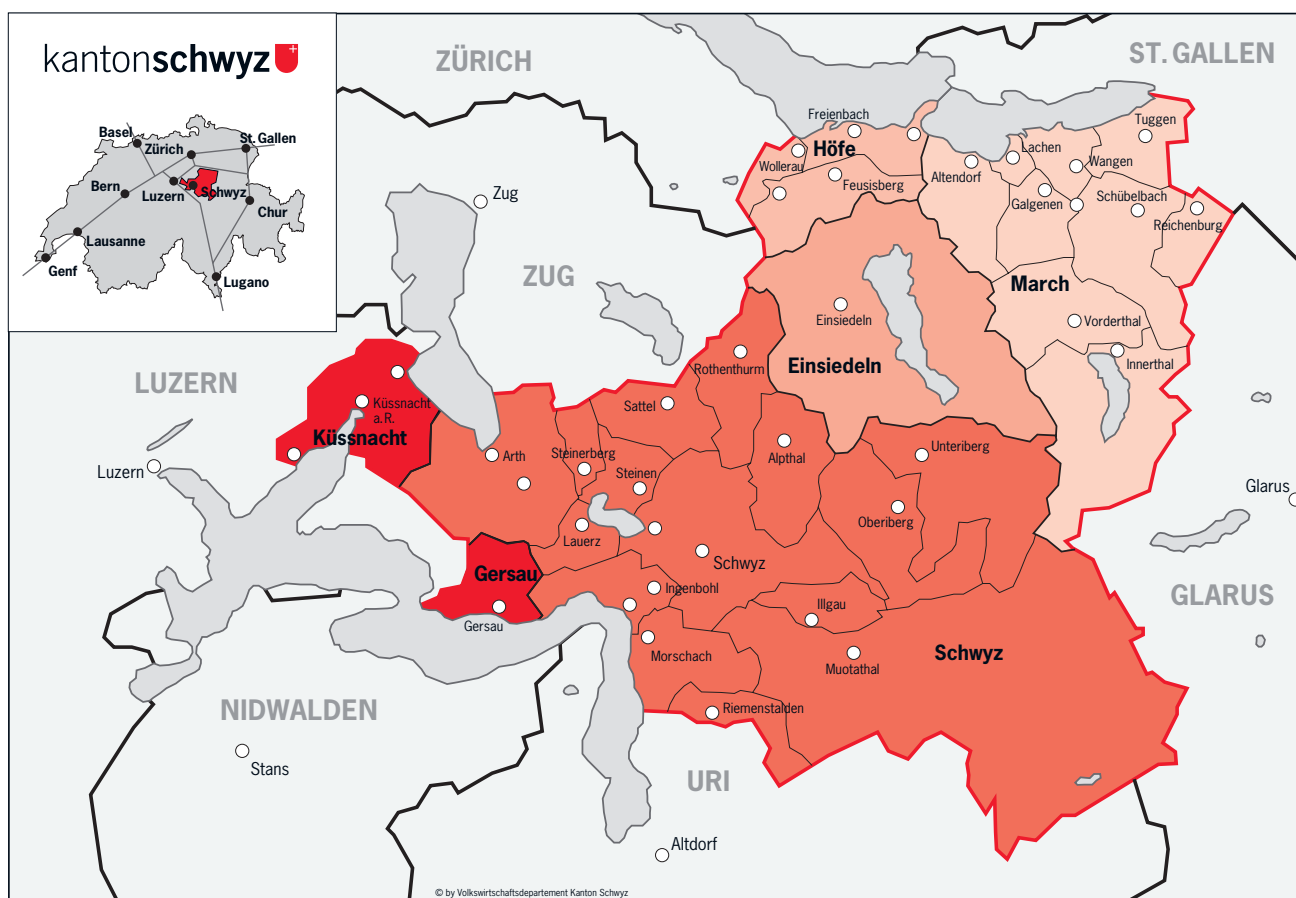 kantonschwyz
Basel
Zürich
St. Gallen
Bern
Luzern
Schwyz
Chur
Lausanne
Genf
Lugano
ZÜRICH
ST. GALLEN
Zug
ZUG
LUZERN
Luzern
Freienbach
Höfe
Wollerau
Feusisberg
Tuggen
Lachen
Wangen
Altendorf
Galgenen
Schübelbach
Reichenburg
March
Vorderthal
Innerthal
Einsiedeln
Einsiedeln
Rothenthurm
Sattel
Küssnacht
a.R.
Küssnacht
Arth
Steinerberg
Steinen
Alpthal
Unteriberg
Oberiberg
Lauerz
Schwyz
Glarus
GLARUS
Gersau
Gersau
Ingenbohl
Illgau
Morschach
Muotathal
Schwyz
Riemenstalden
NIDWALDEN
Stans
URI
Altdorf
© by Volkswirtschaftsdepartement Kanton Schwyz